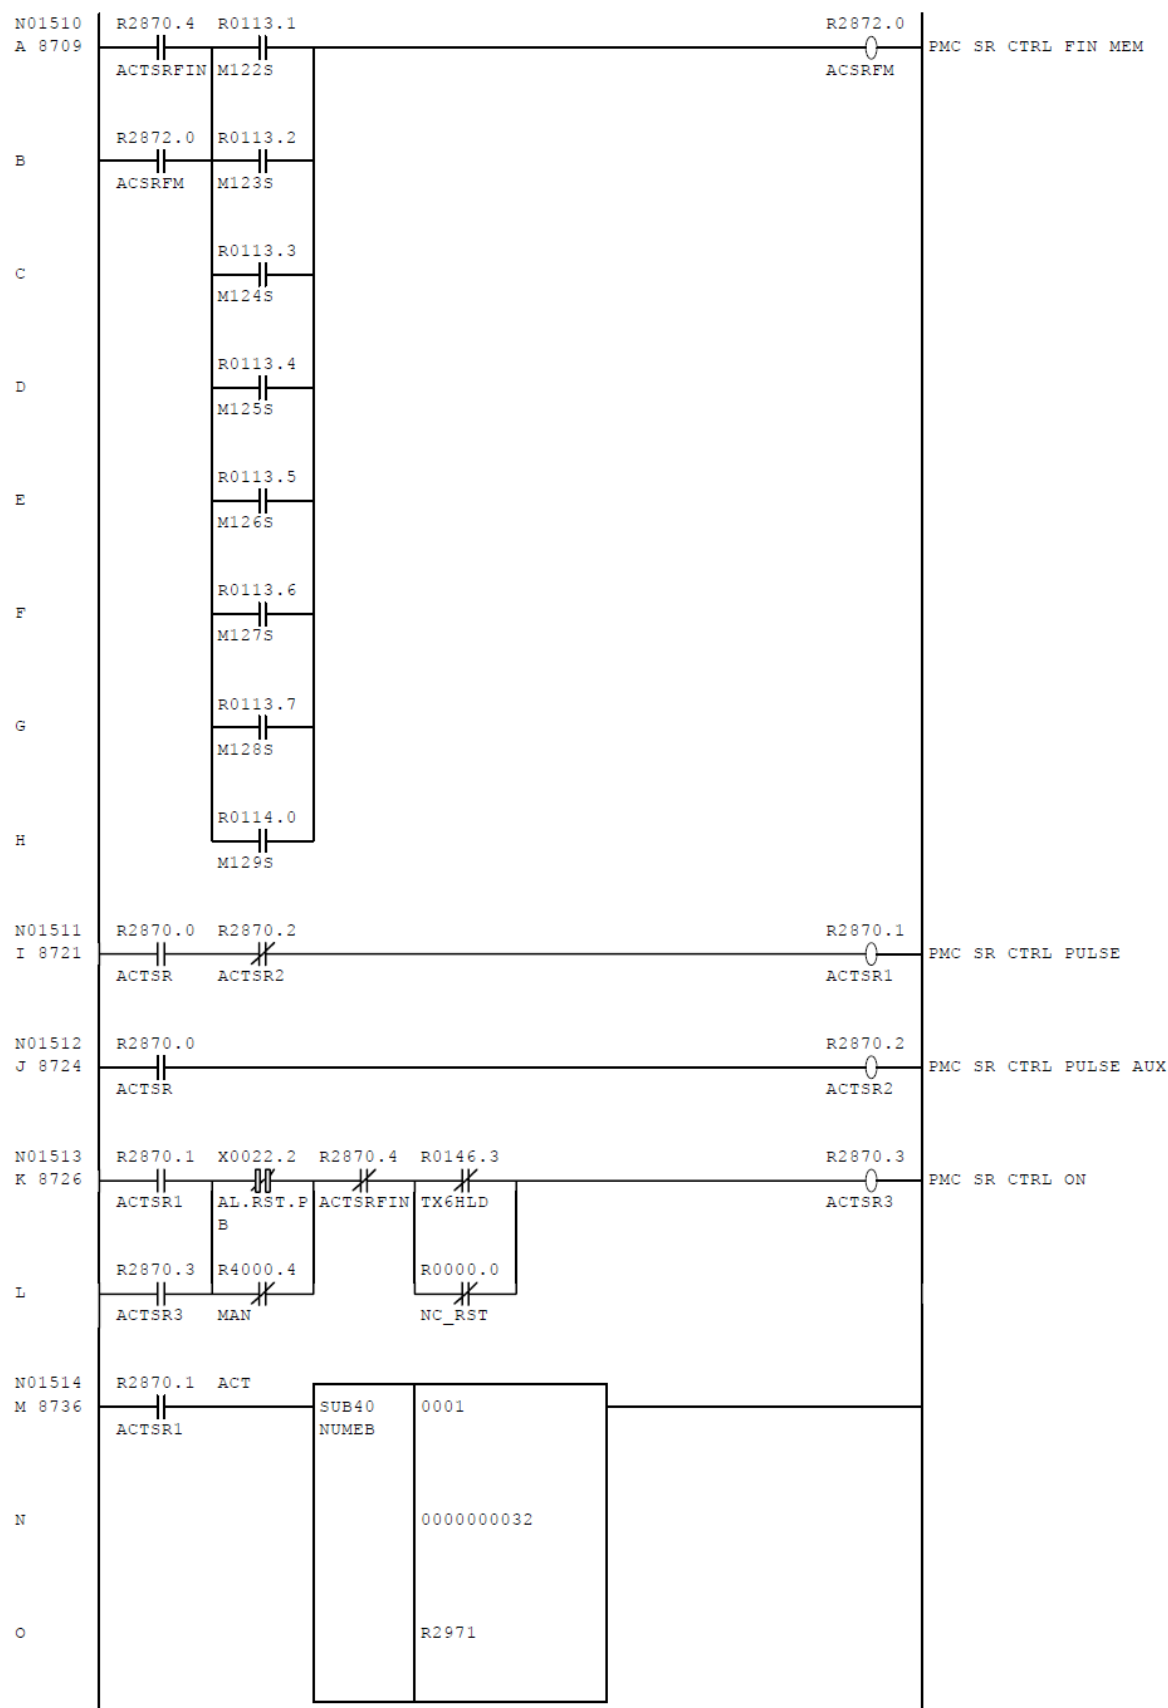 N01510 R2870.4 R0113.1 R2872.0
A 8709 PMC SR CTRL FIN MEM
ACTSRFIN M122S ACSRFM
R2872.0 R0113.2
B
ACSRFM M123S
R0113.3
C
M124S
R0113.4
D
M125S
R0113.5
E
M126S
R0113.6
F
M127S
R0113.7
G
M128S
R0114.0
H
M129S
N01511 R2870.0 R2870.2 R2870.1
I 8721 PMC SR CTRL PULSE
ACTSR ACTSR2 ACTSR1
N01512 R2870.0 R2870.2
J 8724 PMC SR CTRL PULSE AUX
ACTSR ACTSR2
N01513 R2870.1 X0022.2 R2870.4 R0146.3 R2870.3
K 8726 PMC SR CTRL ON
ACTSR1 AL.RST.P ACTSRFIN TX6HLD ACTSR3
B
R2870.3 R4000.4 R0000.0
L
ACTSR3 MAN NC_RST
N01514 R2870.1 ACT
M 8736 SUB40 0001
ACTSR1 NUMEB
N 0000000032
O R2971